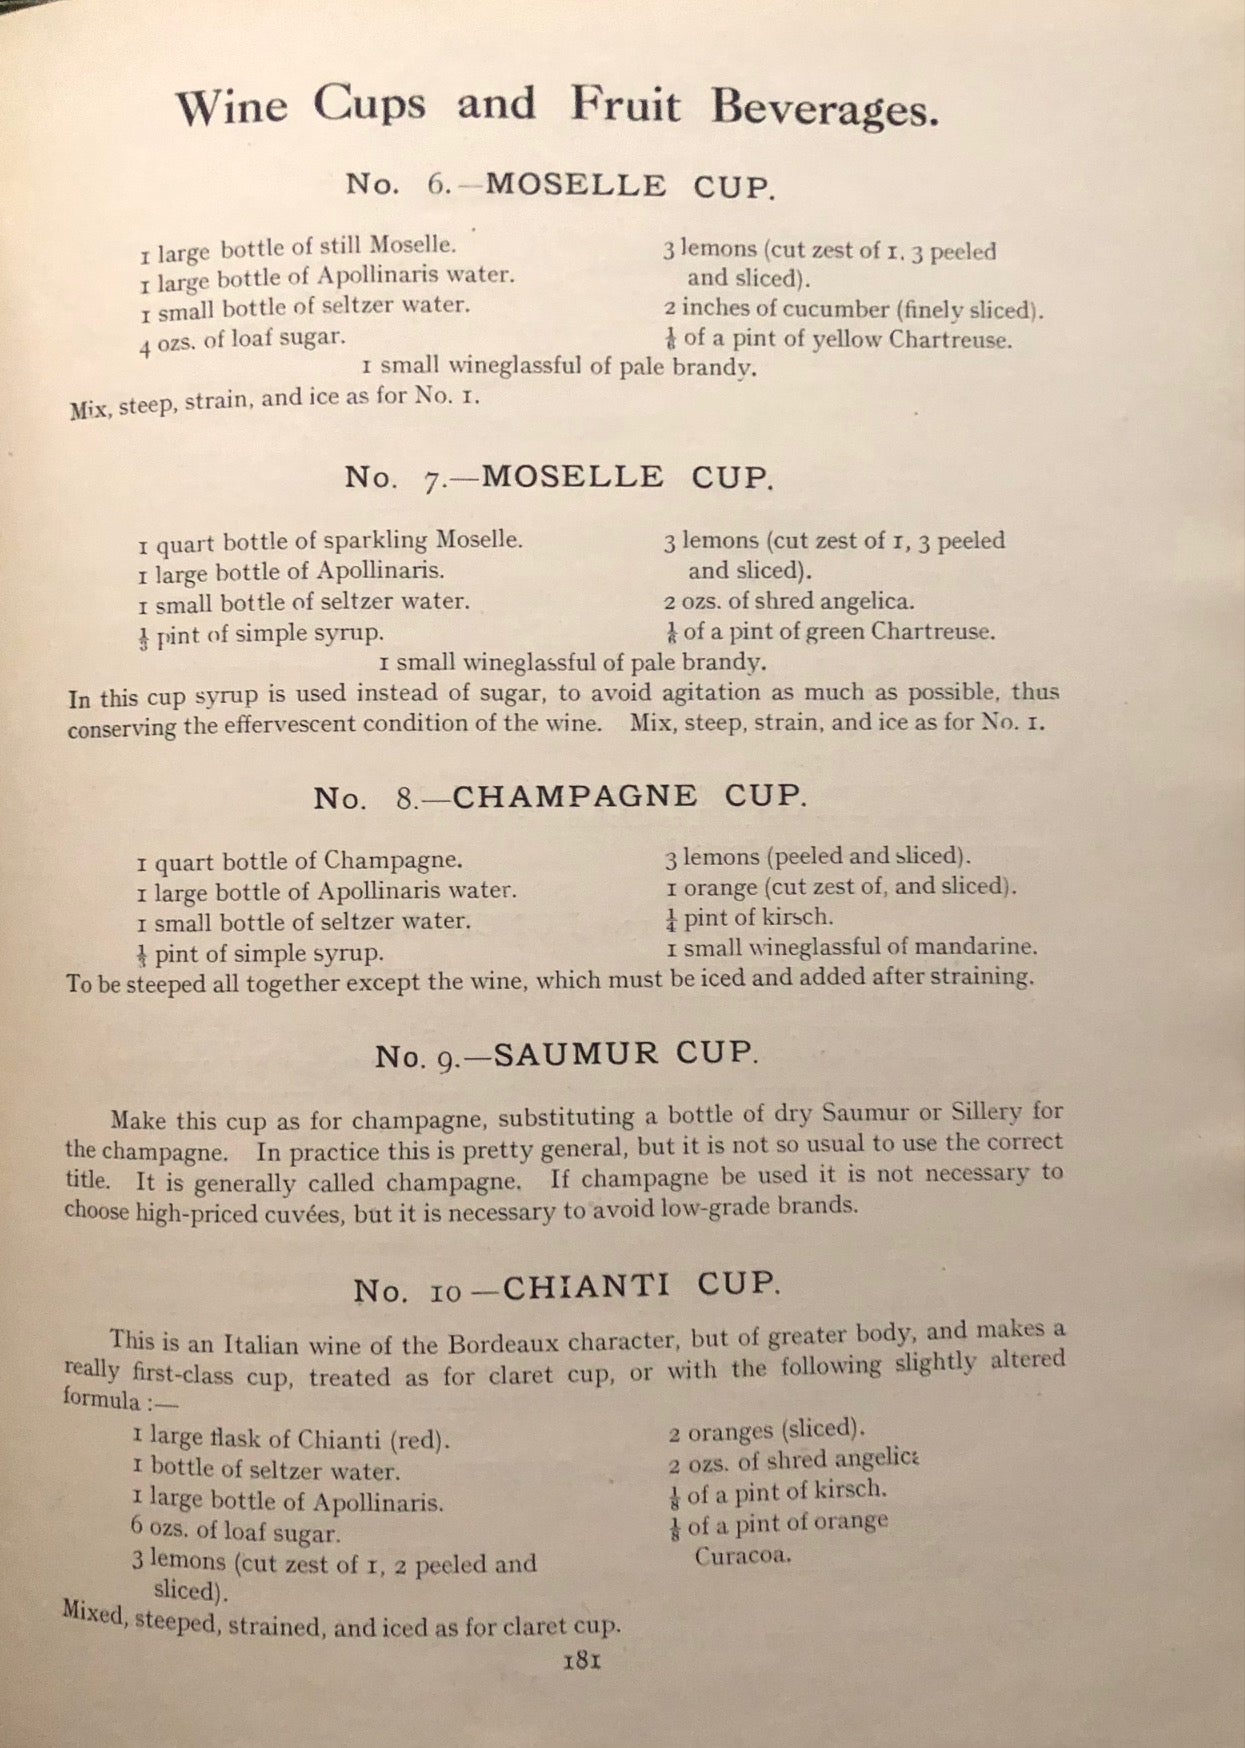 Wine Cups and Fruit Beverages.
No. 6.—MOSELLE CUP.
1 large bottle of still Moselle.
1 large bottle of Apollinaris water.
1 small bottle of seltzer water.
4 ozs. of loaf sugar.
3 lemons (cut zest of 1, 3 peeled
and sliced).
2 inches of cucumber (finely sliced).
⅙ of a pint of yellow Chartreuse.
1 small wineglassful of pale brandy.
Mix, steep, strain, and ice as for No. 1.
No. 7.—MOSELLE CUP.
1 quart bottle of sparkling Moselle.
1 large bottle of Apollinaris.
1 small bottle of seltzer water.
⅓ pint of simple syrup.
3 lemons (cut zest of 1, 3 peeled
and sliced).
2 ozs. of shred angelica.
⅙ of a pint of green Chartreuse.
1 small wineglassful of pale brandy.
In this cup syrup is used instead of sugar, to avoid agitation as much as possible, thus
conserving the effervescent condition of the wine. Mix, steep, strain, and ice as for No. 1.
No. 8.—CHAMPAGNE CUP.
1 quart bottle of Champagne.
1 large bottle of Apollinaris water.
1 small bottle of seltzer water.
⅓ pint of simple syrup.
3 lemons (peeled and sliced).
1 orange (cut zest of, and sliced).
¼ pint of kirsch.
1 small wineglassful of mandarine.
To be steeped all together except the wine, which must be iced and added after straining.
No. 9.—SAUMUR CUP.
Make this cup as for champagne, substituting a bottle of dry Saumur or Sillery for
the champagne. In practice this is pretty general, but it is not so usual to use the correct
title. It is generally called champagne. If champagne be used it is not necessary to
choose high-priced cuvées, but it is necessary to avoid low-grade brands.
No. 10—CHIANTI CUP.
This is an Italian wine of the Bordeaux character, but of greater body, and makes a
really first-class cup, treated as for claret cup, or with the following slightly altered
formula:—
1 large flask of Chianti (red).
1 bottle of seltzer water.
1 large bottle of Apollinaris.
6 ozs. of loaf sugar.
3 lemons (cut zest of 1, 2 peeled and
sliced).
2 oranges (sliced).
2 ozs. of shred angelica
⅛ of a pint of kirsch.
⅛ of a pint of orange
Curacoa.
Mixed, steeped, strained, and iced as for claret cup.
181